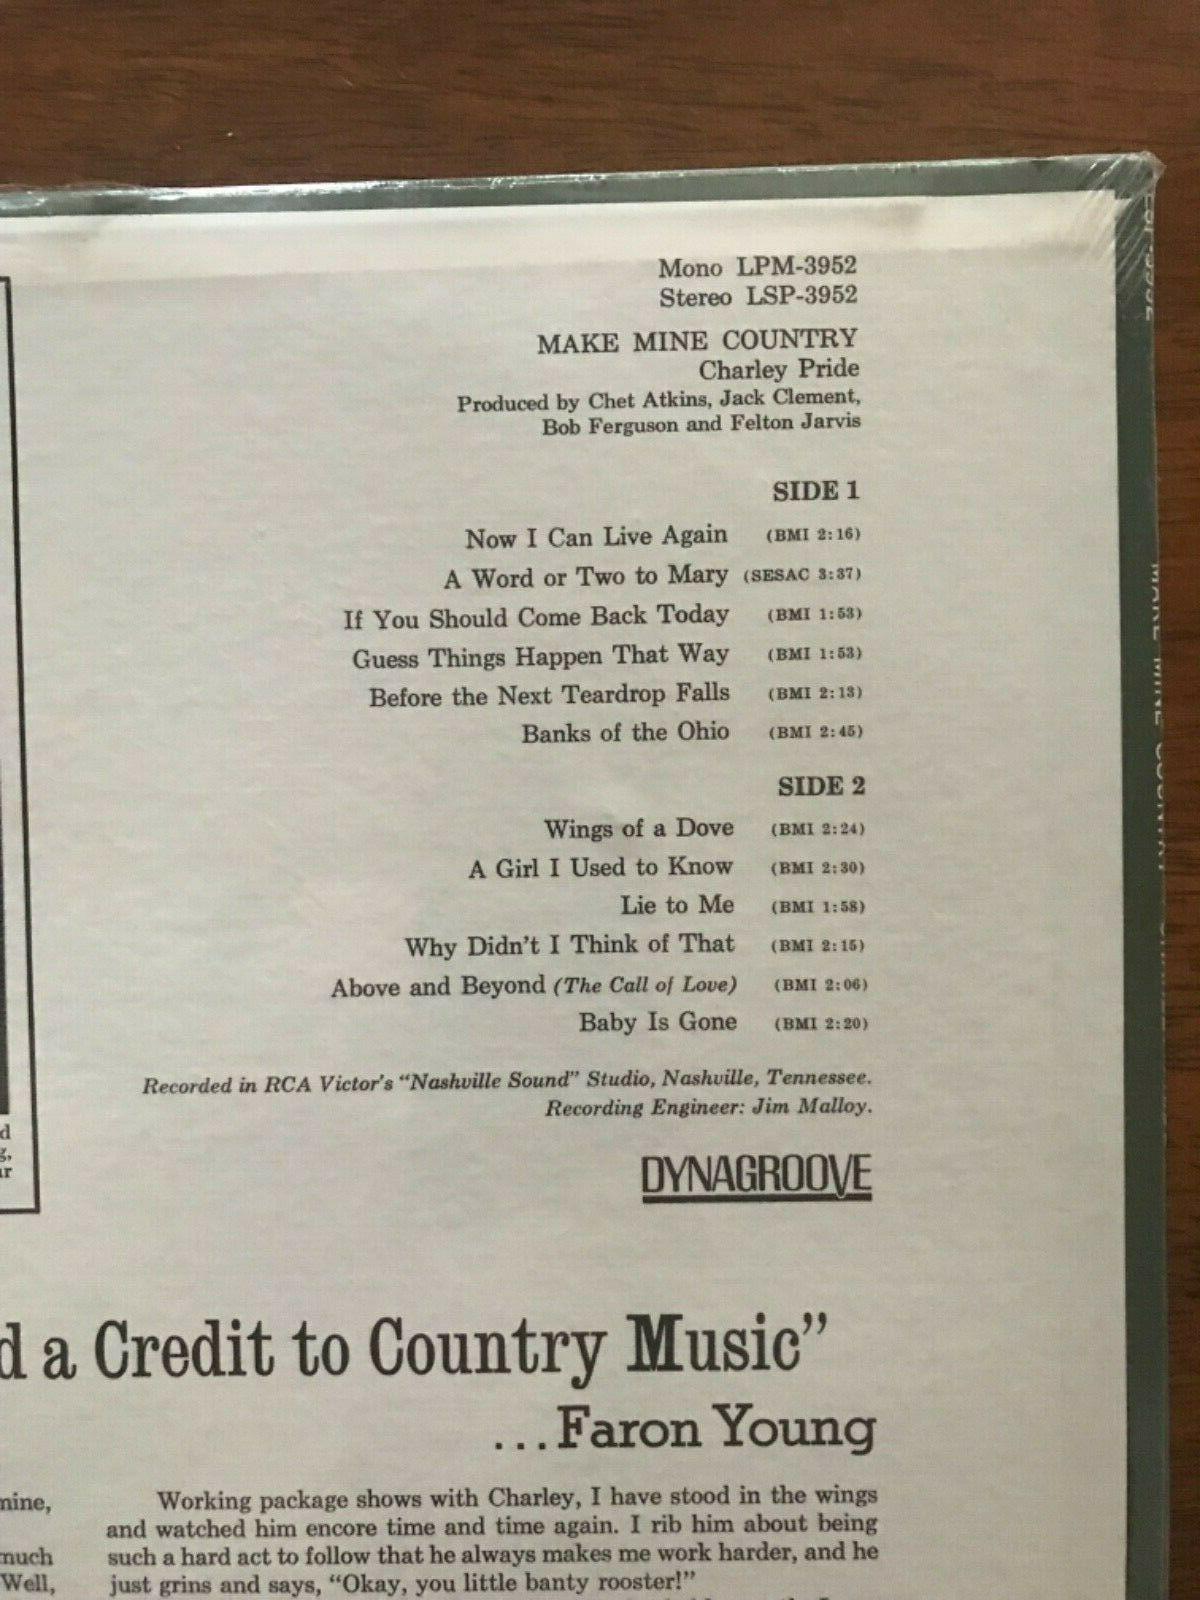 Mono LPM-3952
Stereo LSP-3952
MAKE MINE COUNTRY
Charley Pride
Produced by Chet Atkins, Jack Clement,
Bob Ferguson and Felton Jarvis
SIDE 1
Now I Can Live Again (BMI 2:16)
A Word or Two to Mary (SESAC 3:37)
If You Should Come Back Today (BMI 1:53)
Guess Things Happen That Way (BMI 1:53)
Before the Next Teardrop Falls (BMI 2:13)
Banks of the Ohio (BMI 2:45)
SIDE 2
Wings of a Dove (BMI 2:24)
A Girl I Used to Know (BMI 2:30)
Lie to Me (BMI 1:58)
Why Didn't I Think of That (BMI 2:15)
Above and Beyond (The Call of Love) (BMI 2:06)
Baby Is Gone (BMI 2:20)
Recorded in RCA Victor's "Nashville Sound" Studio, Nashville, Tennessee.
Recording Engineer: Jim Malloy.
DYNAGROOVE
d a Credit to Country Music"
...Faron Young
mine,
much
Well,
Working package shows with Charley, I have stood in the wings
and watched him encore time and time again. I rib him about being
such a hard act to follow that he always makes me work harder, and he
just grins and says, "Okay, you little banty rooster!"